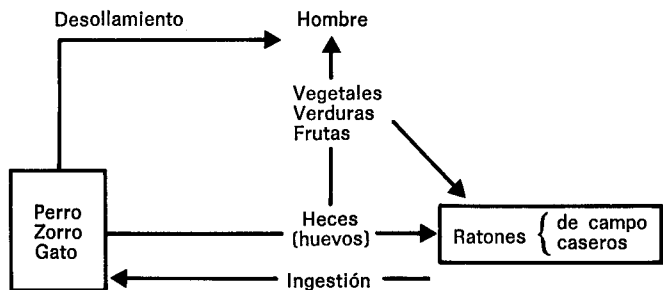 Desollamiento
Hombre
Vegetales
Verduras
Frutas
Perro
Zorro
Gato
Heces
(huevos)
Ratones { de campo
caseros
Ingestión